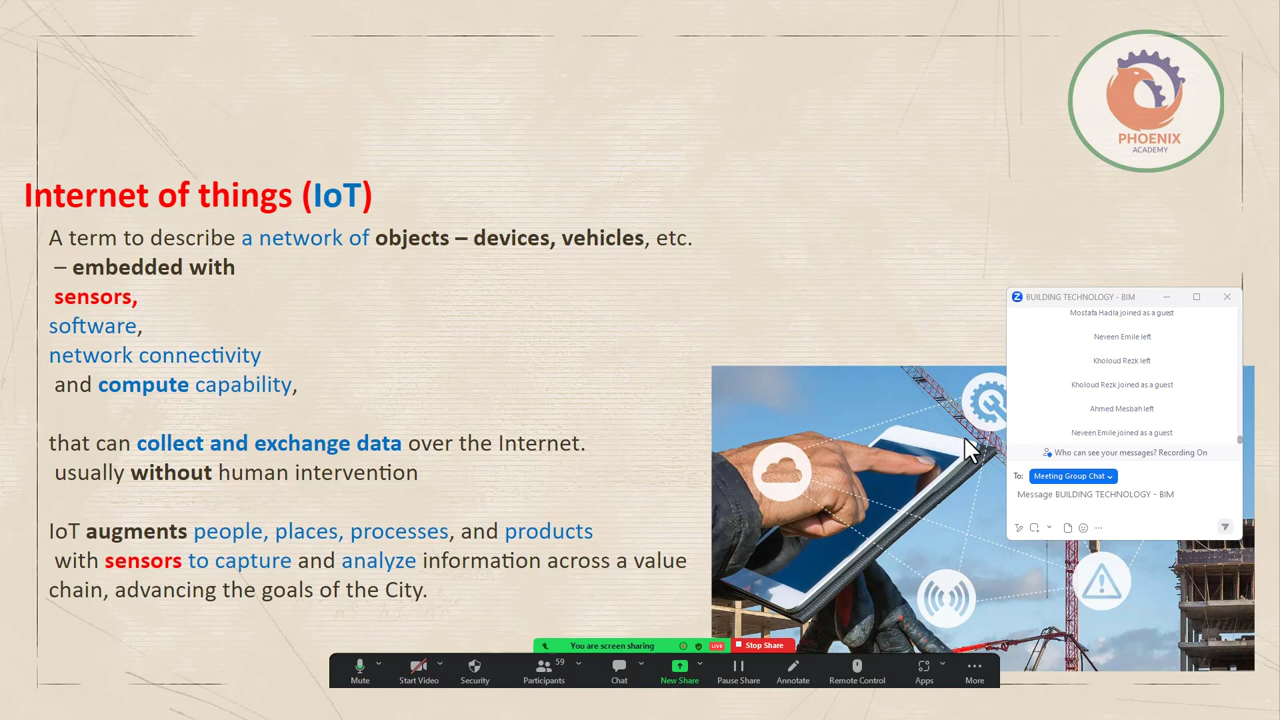 PHOENIX
ACADEMY
Internet of things (IoT)
A term to describe a network of objects – devices, vehicles, etc.
– embedded with
sensors,
software,
network connectivity
and compute capability,
that can collect and exchange data over the Internet.
usually without human intervention
IoT augments people, places, processes, and products
with sensors to capture and analyze information across a value
chain, advancing the goals of the City.
BUILDING TECHNOLOGY - BIM
Mostafa Hadla joined as a guest
Neveen Emile left
Kholoud Rezk left
Kholoud Rezk joined as a guest
Ahmed Mesbah left
Neveen Emile joined as a guest
Who can see your messages? Recording On
To: Meeting Group Chat
Message BUILDING TECHNOLOGY - BIM
You are screen sharing LIVE Stop Share
Mute Start Video Security Participants 59 Chat New Share Pause Share Annotate Remote Control Apps More